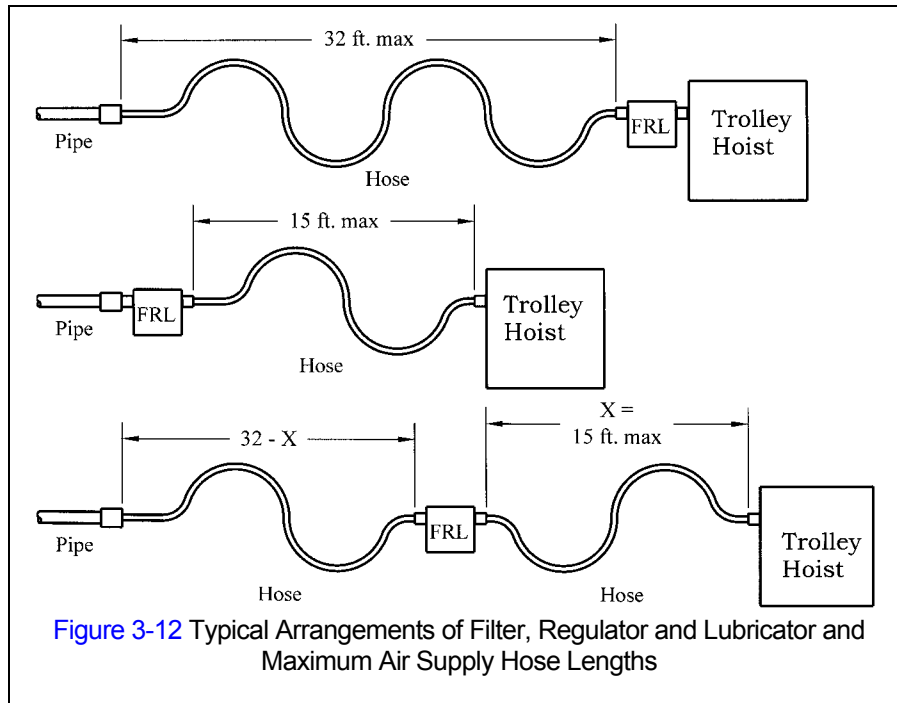 32 ft. max
Pipe
Hose
FRL
Trolley
Hoist
15 ft. max
Pipe
FRL
Hose
Trolley
Hoist
32 - X
X =
15 ft. max
Pipe
Hose
FRL
Hose
Trolley
Hoist
Figure 3-12 Typical Arrangements of Filter, Regulator and Lubricator and
Maximum Air Supply Hose Lengths